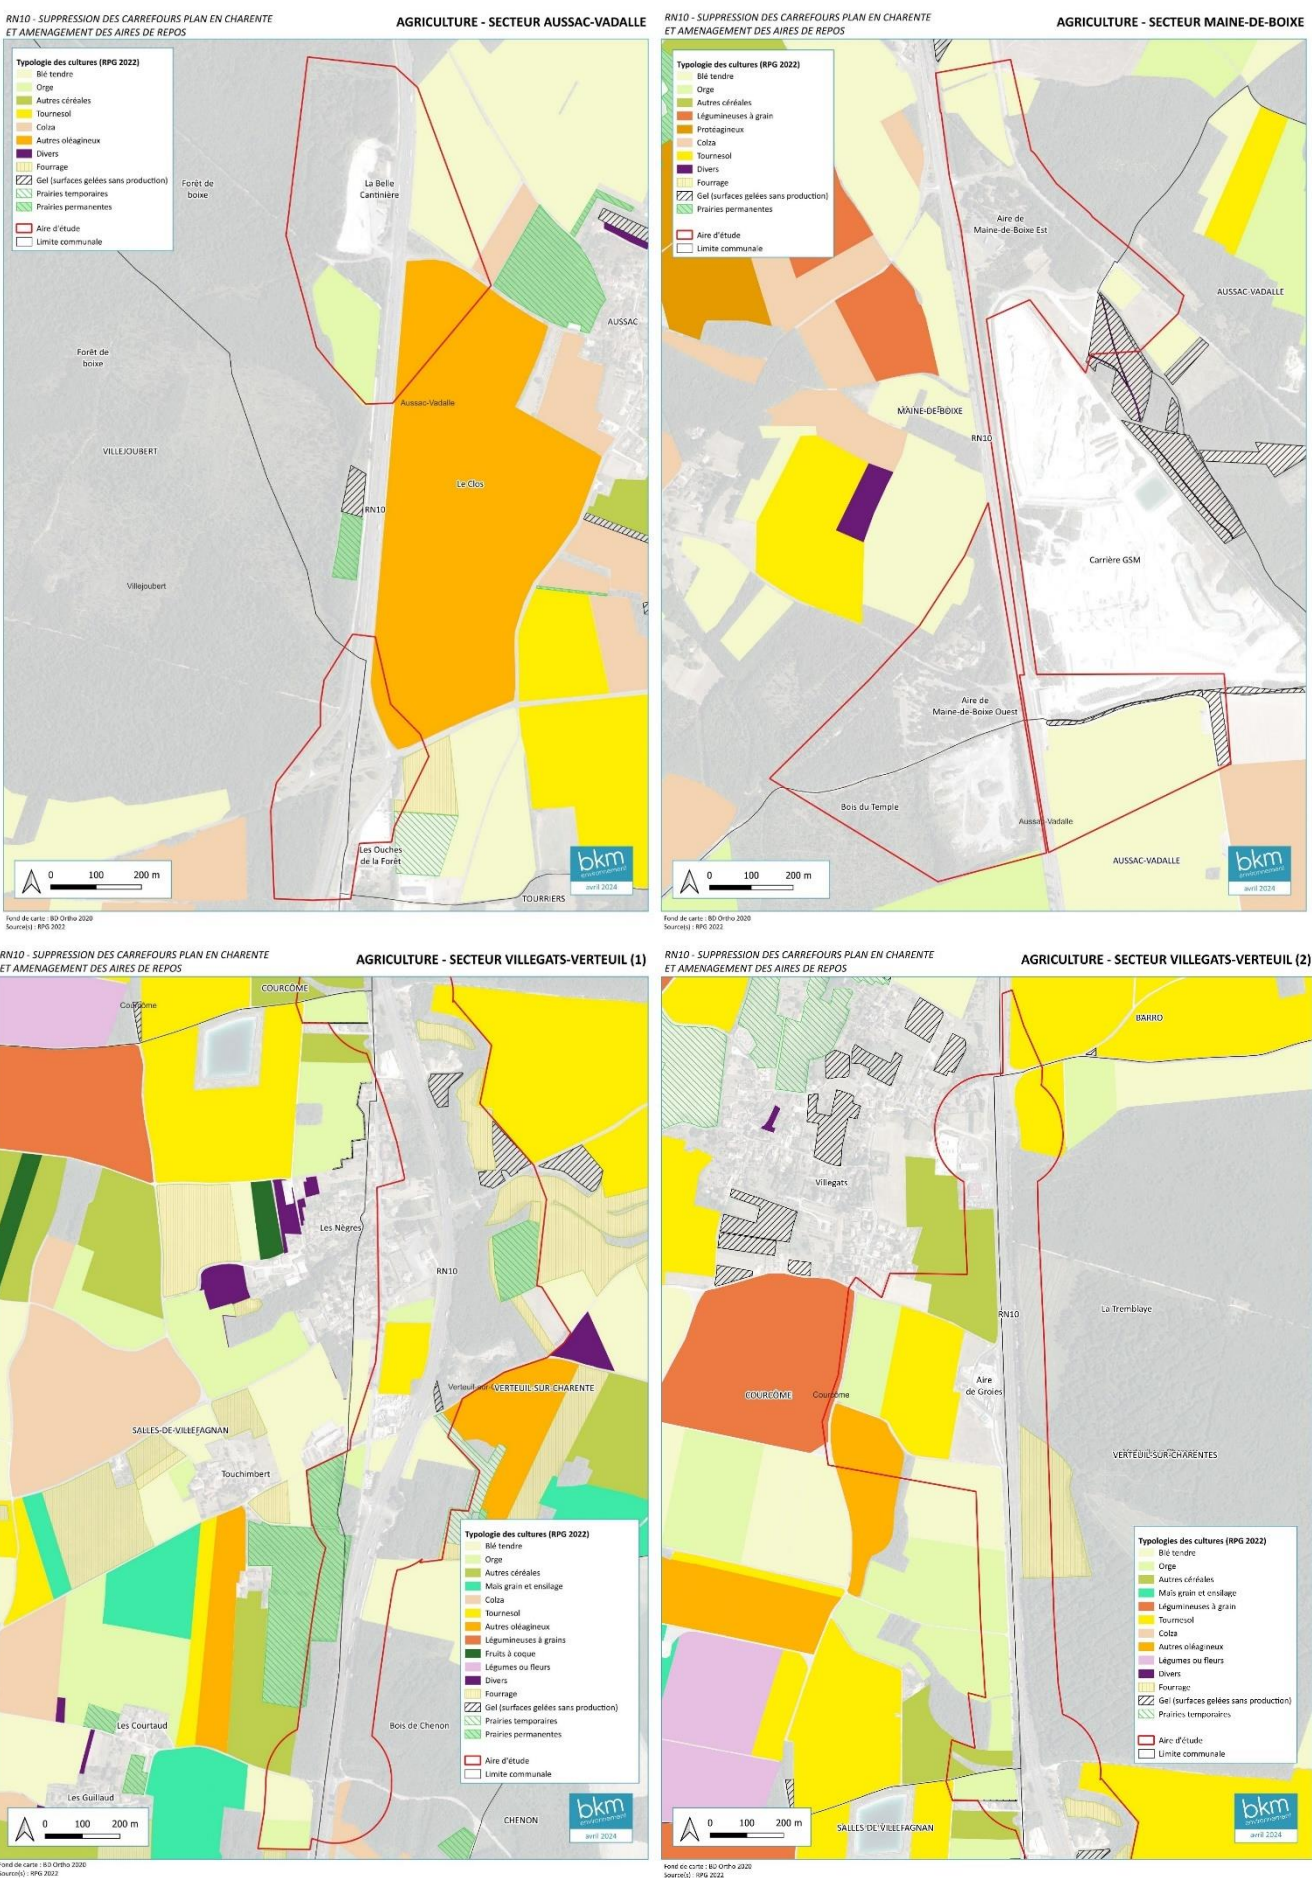 RN10 - SUPPRESSION DES CARREFOURS PLAN EN CHARENTE
ET AMENAGEMENT DES AIRES DE REPOS
AGRICULTURE - SECTEUR AUSSAC-VADALLE
Typologie des cultures (RPG 2022)
Blé tendre
Orge
Autres céréales
Tournesol
Colza
Autres oléagineux
Divers
Fourrage
Gel (surfaces gelées sans production)
Prairies temporaires
Prairies permanentes
Aire d'étude
Limite communale
Forêt de
boixe
La Belle
Cantinière
AUSSAC
Forêt de
boixe
Aussac-Vadalle
VILLEJOUBERT
Le Clos
RN10
Villejoubert
Les Ouches
de la Forêt
TOURRIERS
0 100 200 m
bkm
environnement
avril 2024
Fond de carte : BD Ortho 2020
Source(s) : RPG 2022
RN10 - SUPPRESSION DES CARREFOURS PLAN EN CHARENTE
ET AMENAGEMENT DES AIRES DE REPOS
AGRICULTURE - SECTEUR MAINE-DE-BOIXE
Typologie des cultures (RPG 2022)
Blé tendre
Orge
Autres céréales
Légumineuses à grain
Protéagineux
Colza
Tournesol
Divers
Fourrage
Gel (surfaces gelées sans production)
Prairies permanentes
Aire d'étude
Limite communale
Aire de
Maine-de-Boixe Est
AUSSAC-VADALLE
MAINE-DE-BOIXE
RN10
Carrière GSM
Aire de
Maine-de-Boixe Ouest
Bois du Temple
Aussac-Vadalle
AUSSAC-VADALLE
0 100 200 m
bkm
environnement
avril 2024
Fond de carte : BD Ortho 2020
Source(s) : RPG 2022
RN10 - SUPPRESSION DES CARREFOURS PLAN EN CHARENTE
ET AMENAGEMENT DES AIRES DE REPOS
AGRICULTURE - SECTEUR VILLEGATS-VERTEUIL (1)
COURCÔME
Courcôme
Les Nègres
RN10
VERTEUIL SUR CHARENTE
SALLES-DE-VILLEFAGNAN
Touchimbert
Typologie des cultures (RPG 2022)
Blé tendre
Orge
Autres céréales
Maïs grain et ensilage
Colza
Tournesol
Autres oléagineux
Légumineuses à grains
Fruits à coque
Légumes ou fleurs
Divers
Fourrage
Gel (surfaces gelées sans production)
Prairies temporaires
Prairies permanentes
Aire d'étude
Limite communale
Les Courtaud
Bois de Chenon
Les Guillaud
CHENON
0 100 200 m
bkm
environnement
avril 2024
Fond de carte : BD Ortho 2020
Source(s) : RPG 2022
RN10 - SUPPRESSION DES CARREFOURS PLAN EN CHARENTE
ET AMENAGEMENT DES AIRES DE REPOS
AGRICULTURE - SECTEUR VILLEGATS-VERTEUIL (2)
BARRO
Villegats
La Tremblaye
RN10
Aire
de Groies
COURCÔME
Courcôme
VERTEUIL-SUR-CHARENTES
Typologies des cultures (RPG 2022)
Blé tendre
Orge
Autres céréales
Maïs grain et ensilage
Légumineuses à grain
Tournesol
Colza
Autres oléagineux
Légumes ou fleurs
Divers
Fourrage
Gel (surfaces gelées sans production)
Prairies temporaires
Aire d'étude
Limite communale
SALLES DE VILLEFAGNAN
0 100 200 m
bkm
environnement
avril 2024
Fond de carte : BD Ortho 2020
Source(s) : RPG 2022